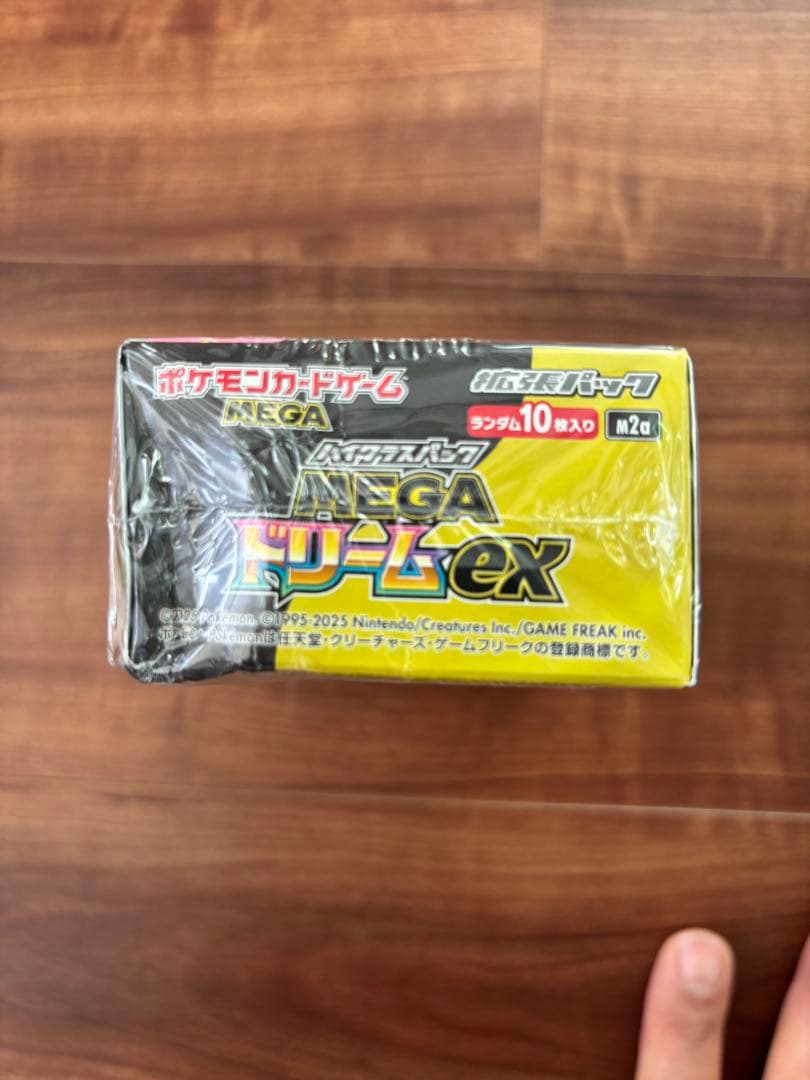 ポケモンカードゲーム
MEGA
拡張パック
ランダム10枚入り M2a
ハイクラスパック
MEGA
ドリームex
©2025 Pokémon. ©1995-2025 Nintendo/Creatures Inc./GAME FREAK inc.
ポケモン・Pokémonは任天堂・クリーチャーズ・ゲームフリークの登録商標です。